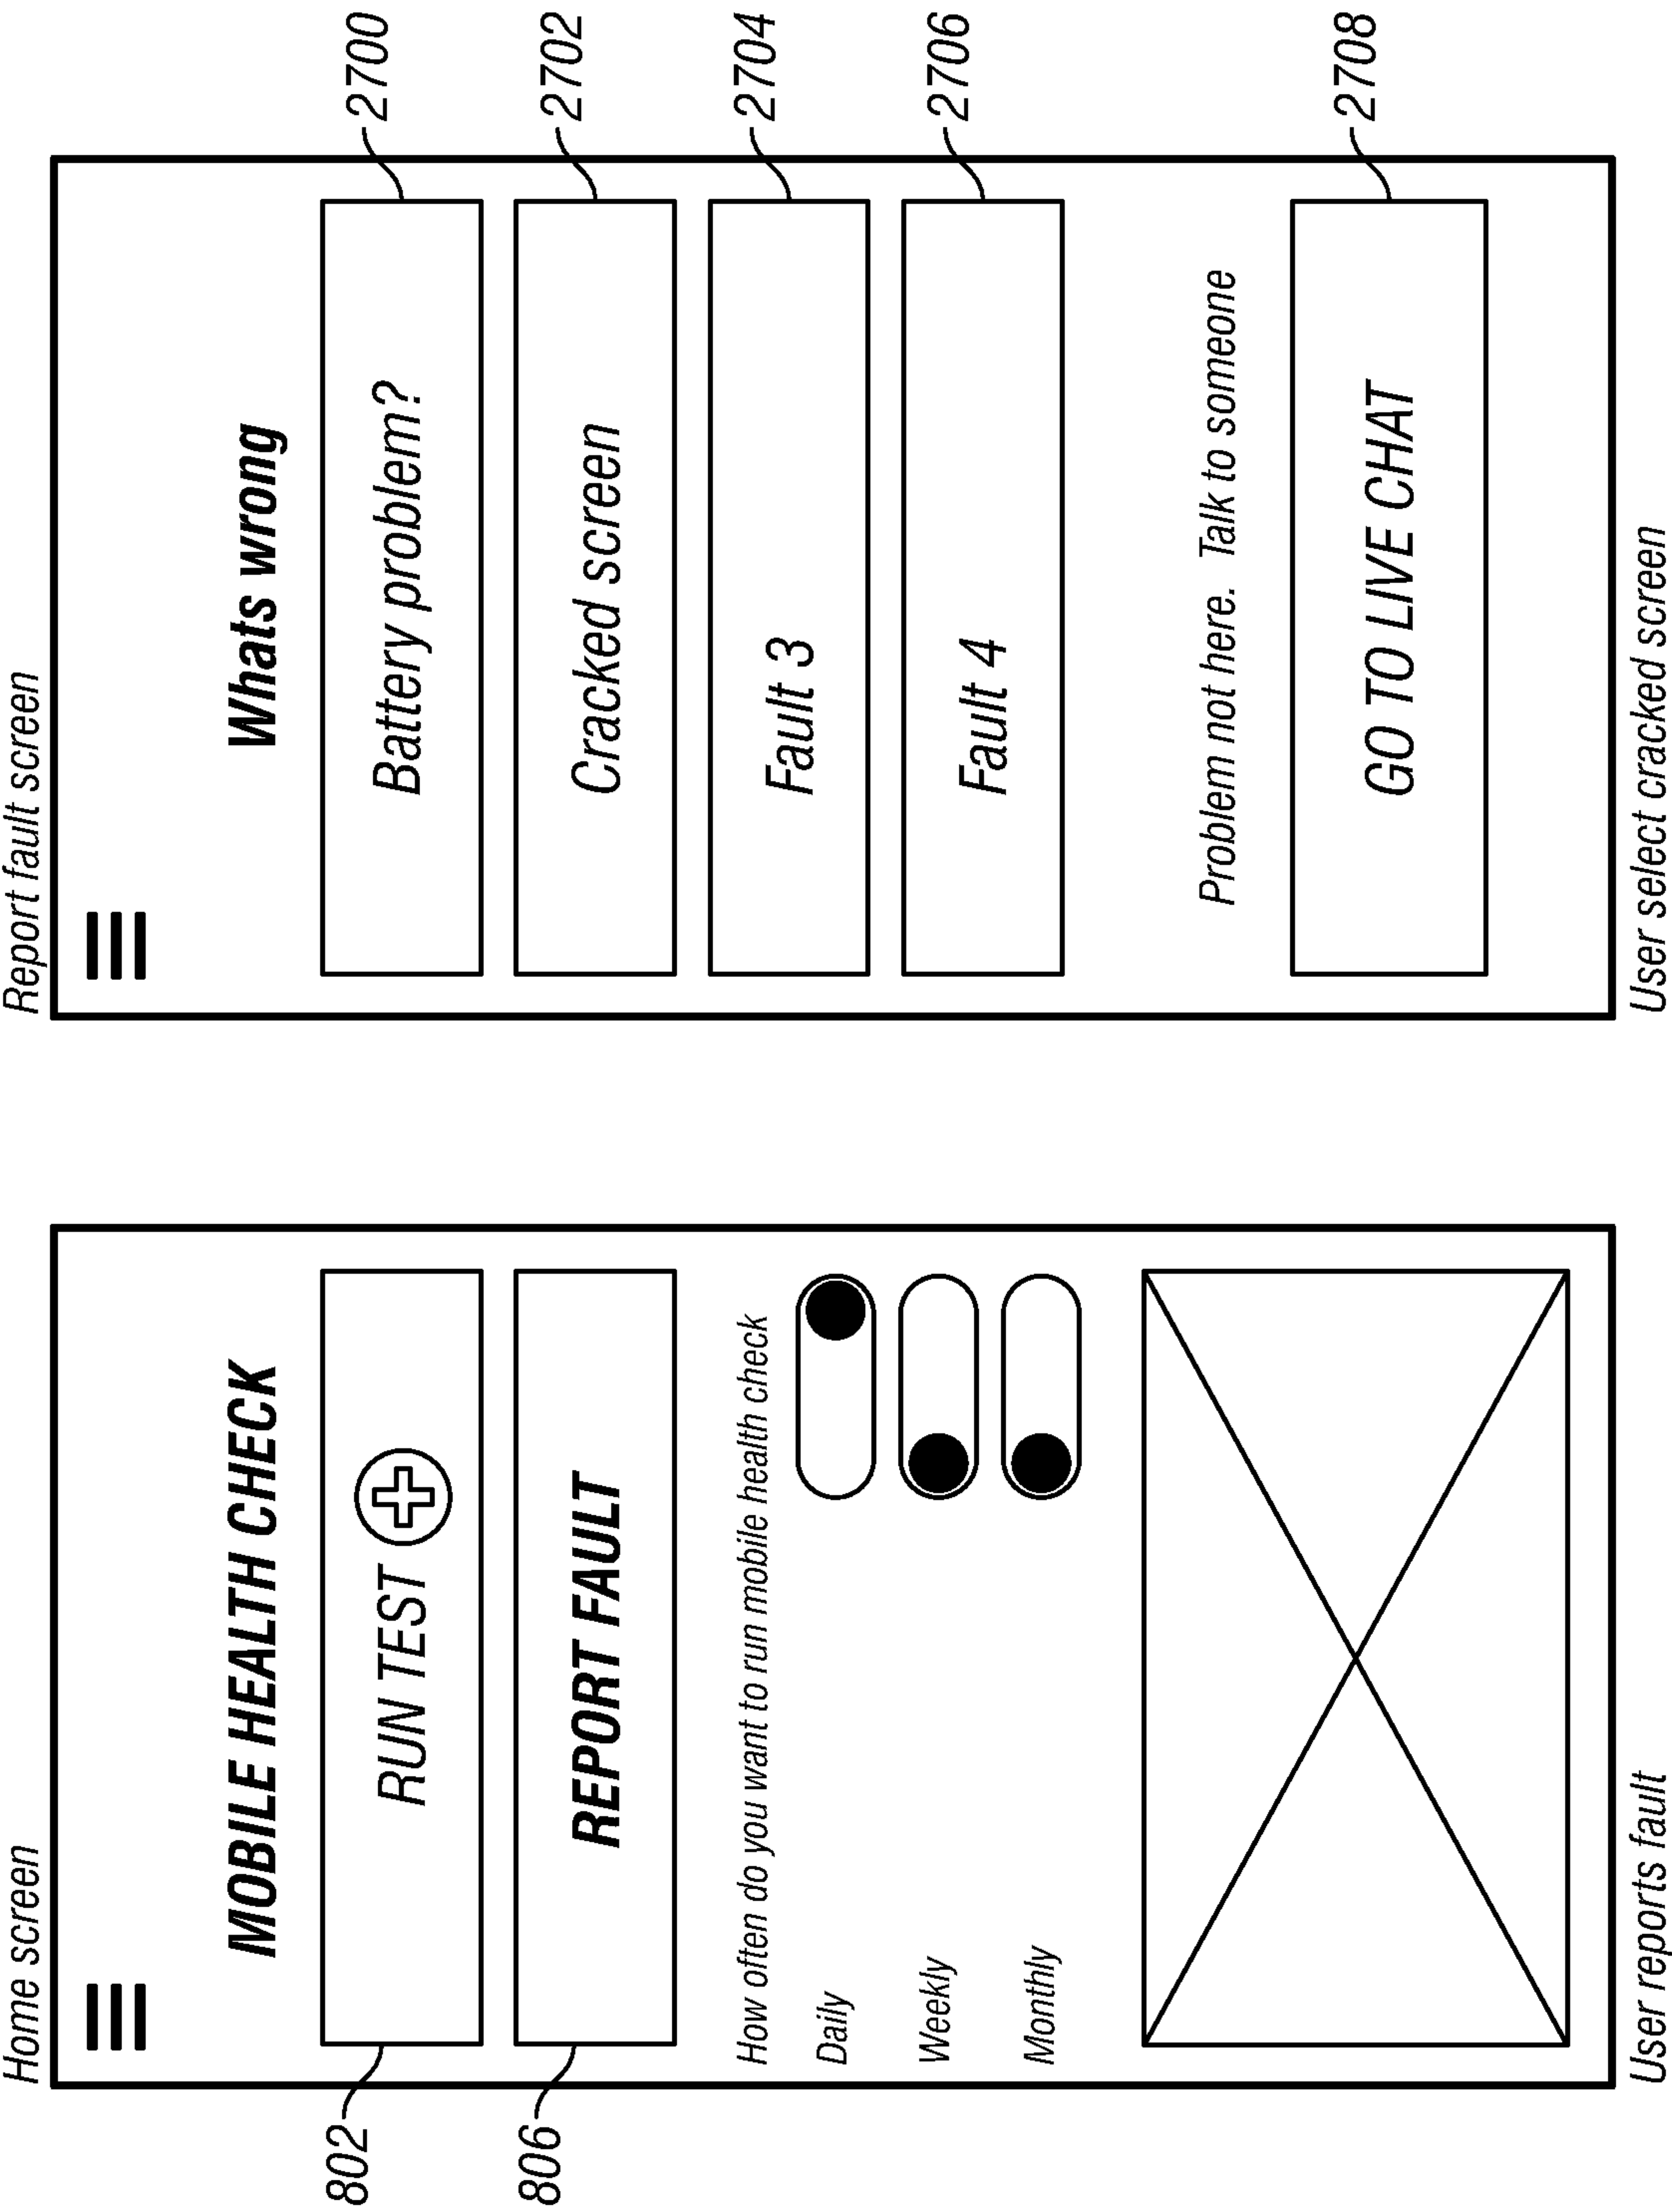 Home screen
MOBILE HEALTH CHECK
802
RUN TEST
806
REPORT FAULT
How often do you want to run mobile health check
Daily
Weekly
Monthly
User reports fault
Report fault screen
Whats wrong
Battery problem?
2700
Cracked screen
2702
Fault 3
2704
Fault 4
2706
Problem not here. Talk to someone
GO TO LIVE CHAT
2708
User select cracked screen